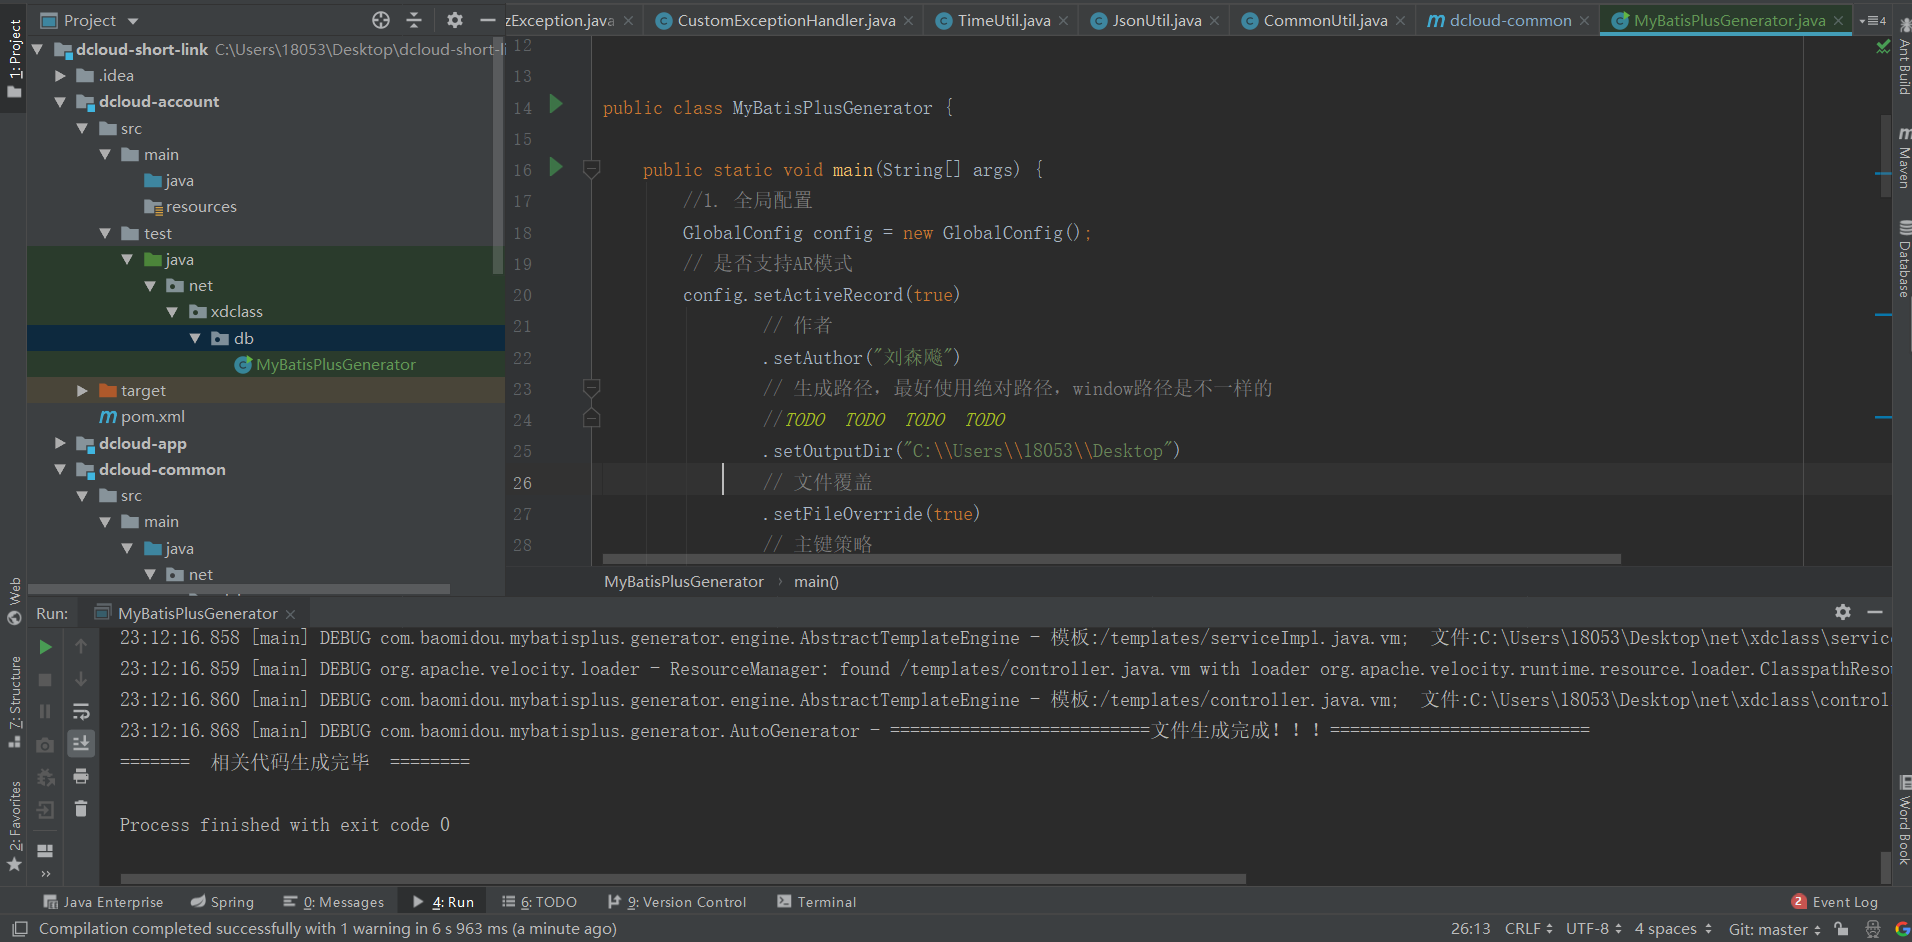 Project
zException.java
CustomExceptionHandler.java
TimeUtil.java
JsonUtil.java
CommonUtil.java
dcloud-common
MyBatisPlusGenerator.java
4
1: Project
dcloud-short-link C:\Users\18053\Desktop\dcloud-short-li
.idea
dcloud-account
src
main
java
resources
test
java
net
xdclass
db
MyBatisPlusGenerator
target
pom.xml
dcloud-app
dcloud-common
src
main
java
net
12
13
14 public class MyBatisPlusGenerator {
15
16 public static void main(String[] args) {
17 //1. 全局配置
18 GlobalConfig config = new GlobalConfig();
19 // 是否支持AR模式
20 config.setActiveRecord(true)
21 // 作者
22 .setAuthor("刘森飚")
23 // 生成路径，最好使用绝对路径，window路径是不一样的
24 //TODO TODO TODO TODO
25 .setOutputDir("C:\\Users\\18053\\Desktop")
26 // 文件覆盖
27 .setFileOverride(true)
28 // 主键策略
MyBatisPlusGenerator › main()
Ant Build
Maven
Database
Word Book
Web
7: Structure
2: Favorites
Run: MyBatisPlusGenerator
23:12:16.858 [main] DEBUG com.baomidou.mybatisplus.generator.engine.AbstractTemplateEngine - 模板:/templates/serviceImpl.java.vm; 文件:C:\Users\18053\Desktop\net\xdclass\service
23:12:16.859 [main] DEBUG org.apache.velocity.loader - ResourceManager: found /templates/controller.java.vm with loader org.apache.velocity.runtime.resource.loader.ClasspathResou
23:12:16.860 [main] DEBUG com.baomidou.mybatisplus.generator.engine.AbstractTemplateEngine - 模板:/templates/controller.java.vm; 文件:C:\Users\18053\Desktop\net\xdclass\control
23:12:16.868 [main] DEBUG com.baomidou.mybatisplus.generator.AutoGenerator - ==========================文件生成完成！！！==========================
======= 相关代码生成完毕 ========
Process finished with exit code 0
Java Enterprise
Spring
0: Messages
4: Run
6: TODO
9: Version Control
Terminal
2 Event Log
Compilation completed successfully with 1 warning in 6 s 963 ms (a minute ago)
26:13 CRLF UTF-8 4 spaces Git: master